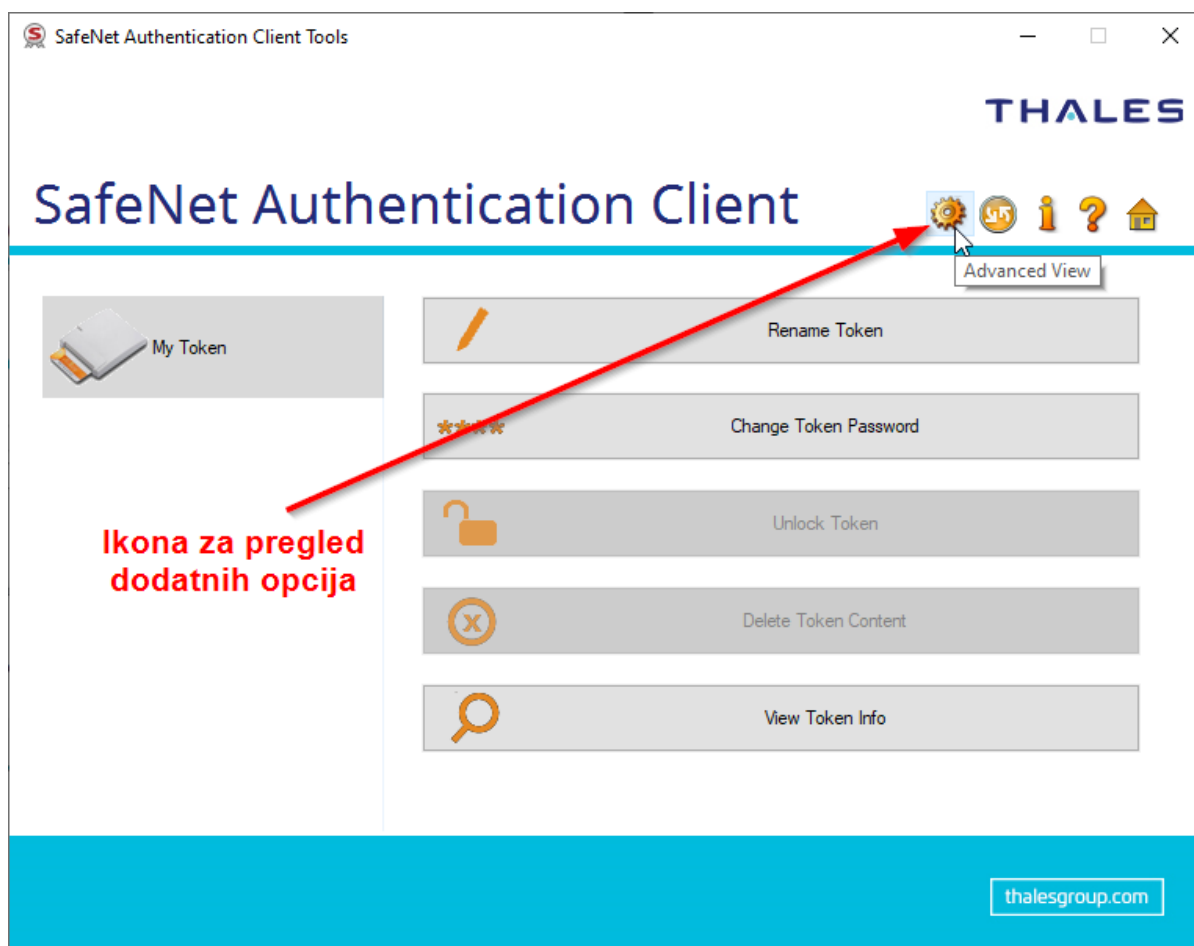 SafeNet Authentication Client Tools
THALES
SafeNet Authentication Client
Advanced View
My Token
Rename Token
****
Change Token Password
Ikona za pregled
dodatnih opcija
Unlock Token
Delete Token Content
View Token Info
thalesgroup.com